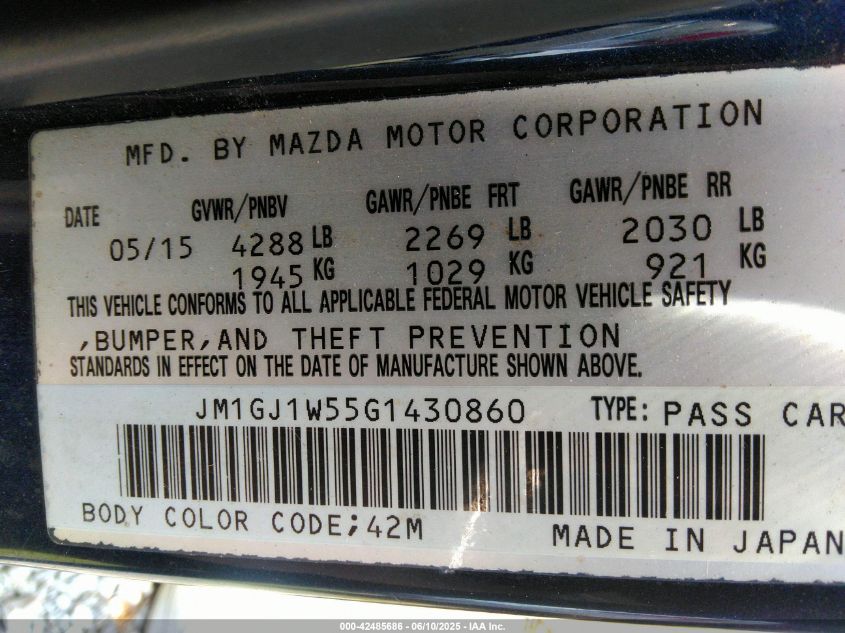 MFD. BY MAZDA MOTOR CORPORATION
DATE GVWR/PNBV GAWR/PNBE FRT GAWR/PNBE RR
05/15 4288 LB 2269 LB 2030 LB
1945 KG 1029 KG 921 KG
THIS VEHICLE CONFORMS TO ALL APPLICABLE FEDERAL MOTOR VEHICLE SAFETY
,BUMPER,AND THEFT PREVENTION
STANDARDS IN EFFECT ON THE DATE OF MANUFACTURE SHOWN ABOVE.
JM1GJ1W55G1430860 TYPE: PASS CAR
BODY COLOR CODE;42M MADE IN JAPAN
000-42485686 - 06/10/2025 - IAA Inc.